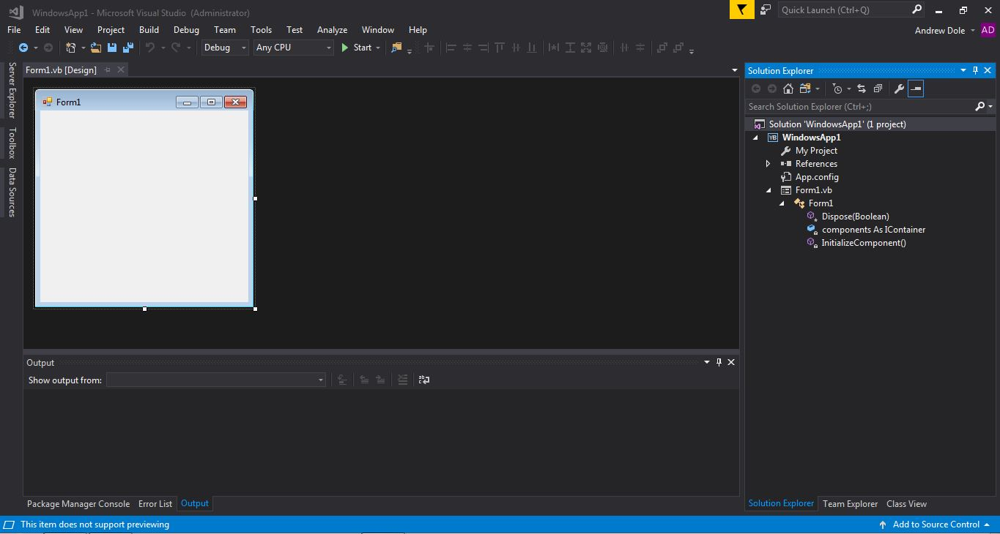 WindowsApp1 - Microsoft Visual Studio (Administrator)
Quick Launch (Ctrl+Q)
File Edit View Project Build Debug Team Tools Test Analyze Window Help
Andrew Dole AD
Debug Any CPU Start
Server Explorer
Toolbox
Data Sources
Form1.vb [Design]
Form1
Output
Show output from:
Package Manager Console Error List Output
Solution Explorer
Search Solution Explorer (Ctrl+;)
Solution 'WindowsApp1' (1 project)
VB WindowsApp1
My Project
References
App.config
Form1.vb
Form1
Dispose(Boolean)
components As IContainer
InitializeComponent()
Solution Explorer Team Explorer Class View
This item does not support previewing
Add to Source Control